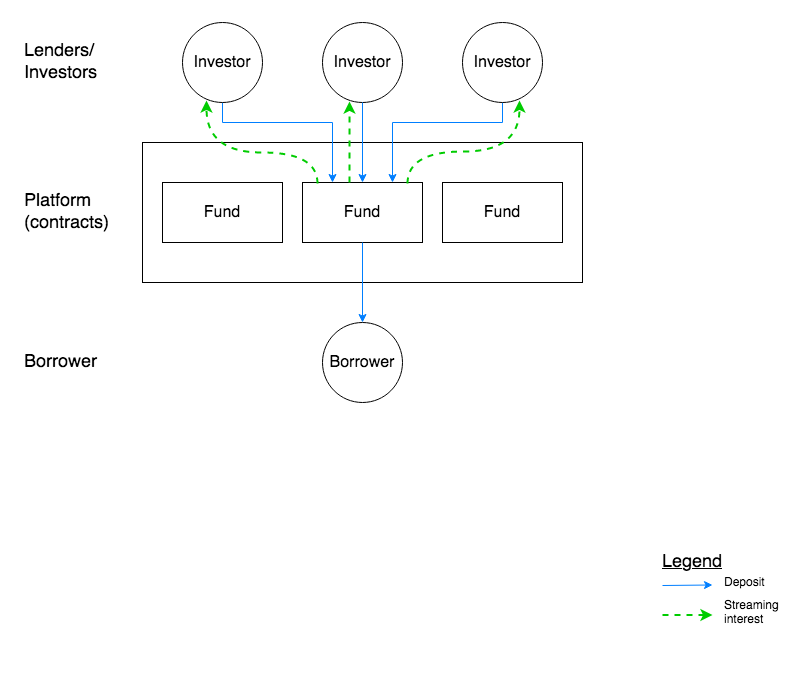 Lenders/
Investors
Investor
Investor
Investor
Platform
(contracts)
Fund
Fund
Fund
Borrower
Borrower
Legend
Deposit
Streaming
interest